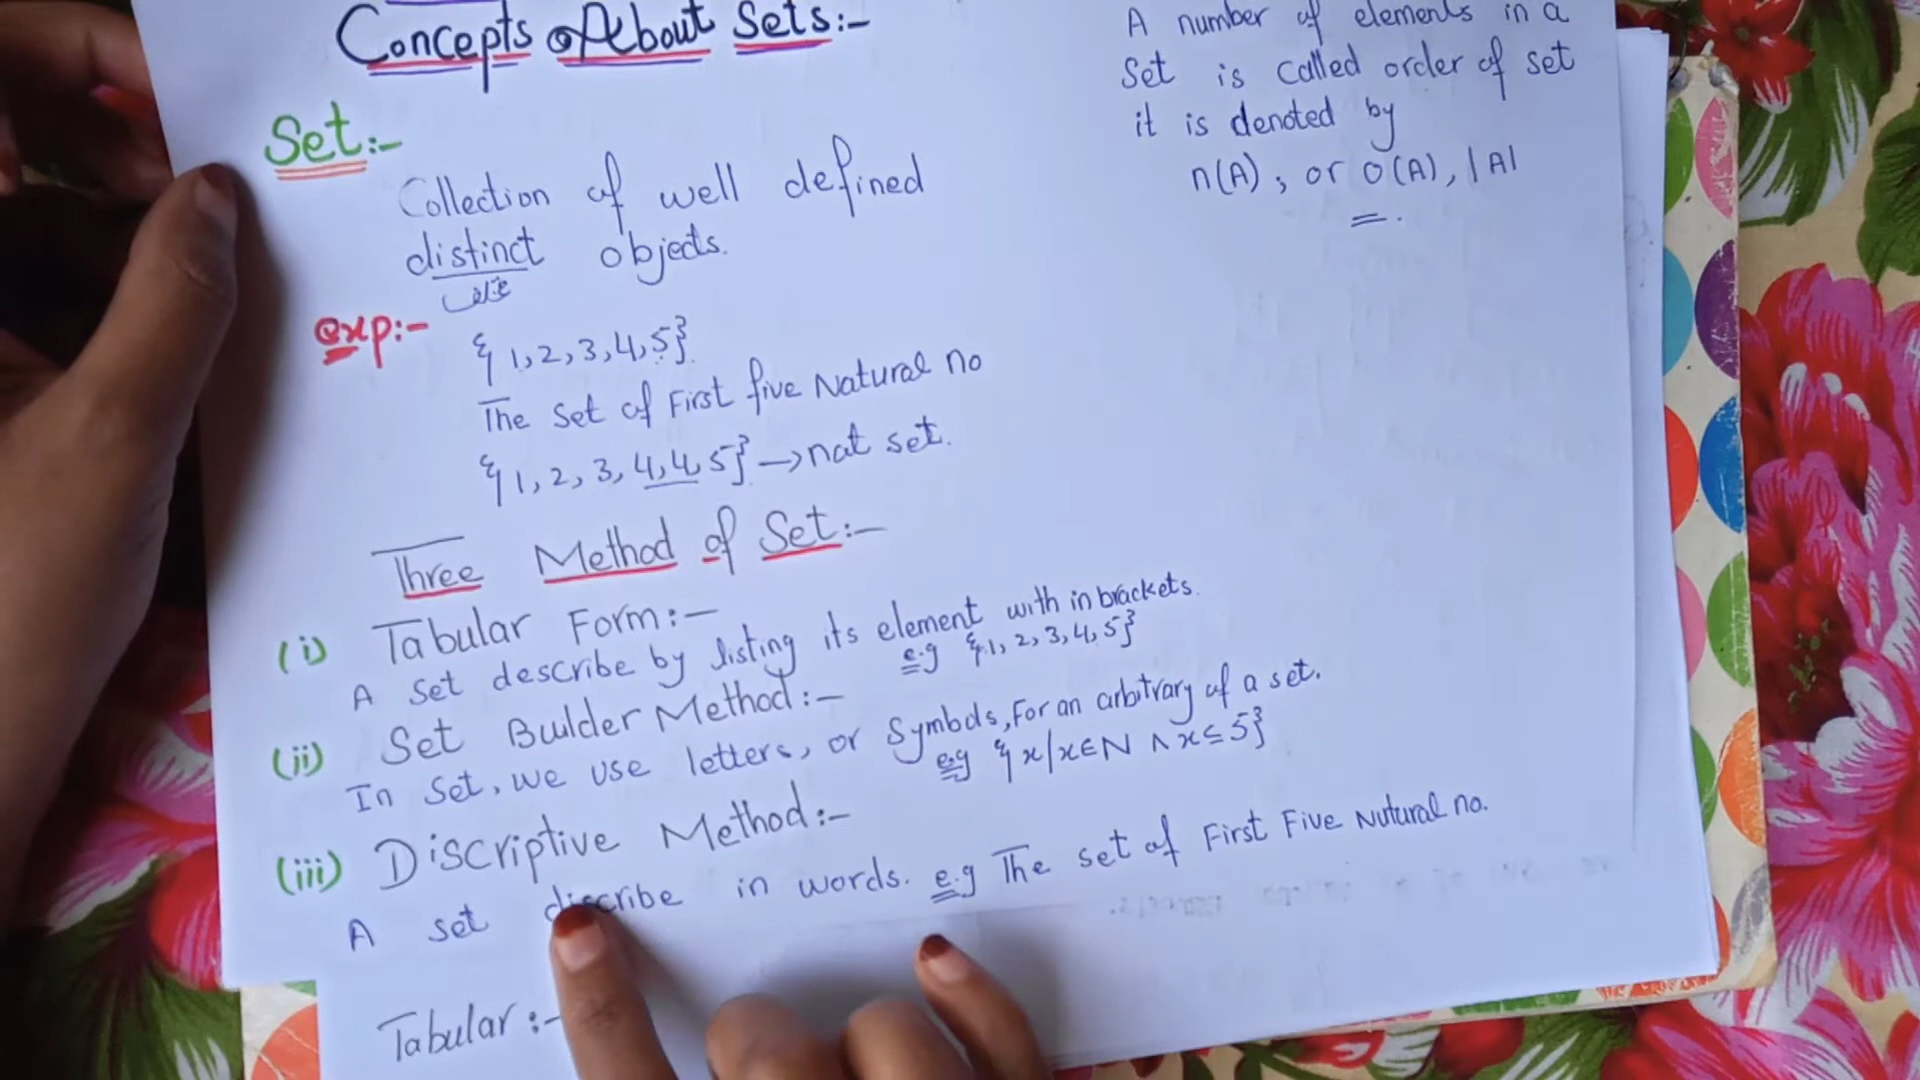 Concepts About Sets:-
Set:-
Collection of well defined
distinct objects.
exp:-
{1,2,3,4,5}
The Set of First five Natural no
{1, 2, 3, 4,4, 5} → not set.
Three Method of Set:-
(i) Tabular Form:-
A Set describe by listing its element with in brackets.
e.g {1, 2, 3, 4, 5}
(ii) Set Builder Method:-
In Set, we use letters, or Symbols, For an arbitrary of a set.
e.g {x/x∈N ∧ x≤5}
(iii) Discriptive Method:-
A set discribe in words. e.g The set of First Five Nutural no.
Tabular:-
A number of elements in a
Set is Called order of set
it is denoted by
n(A), or O(A), |A|